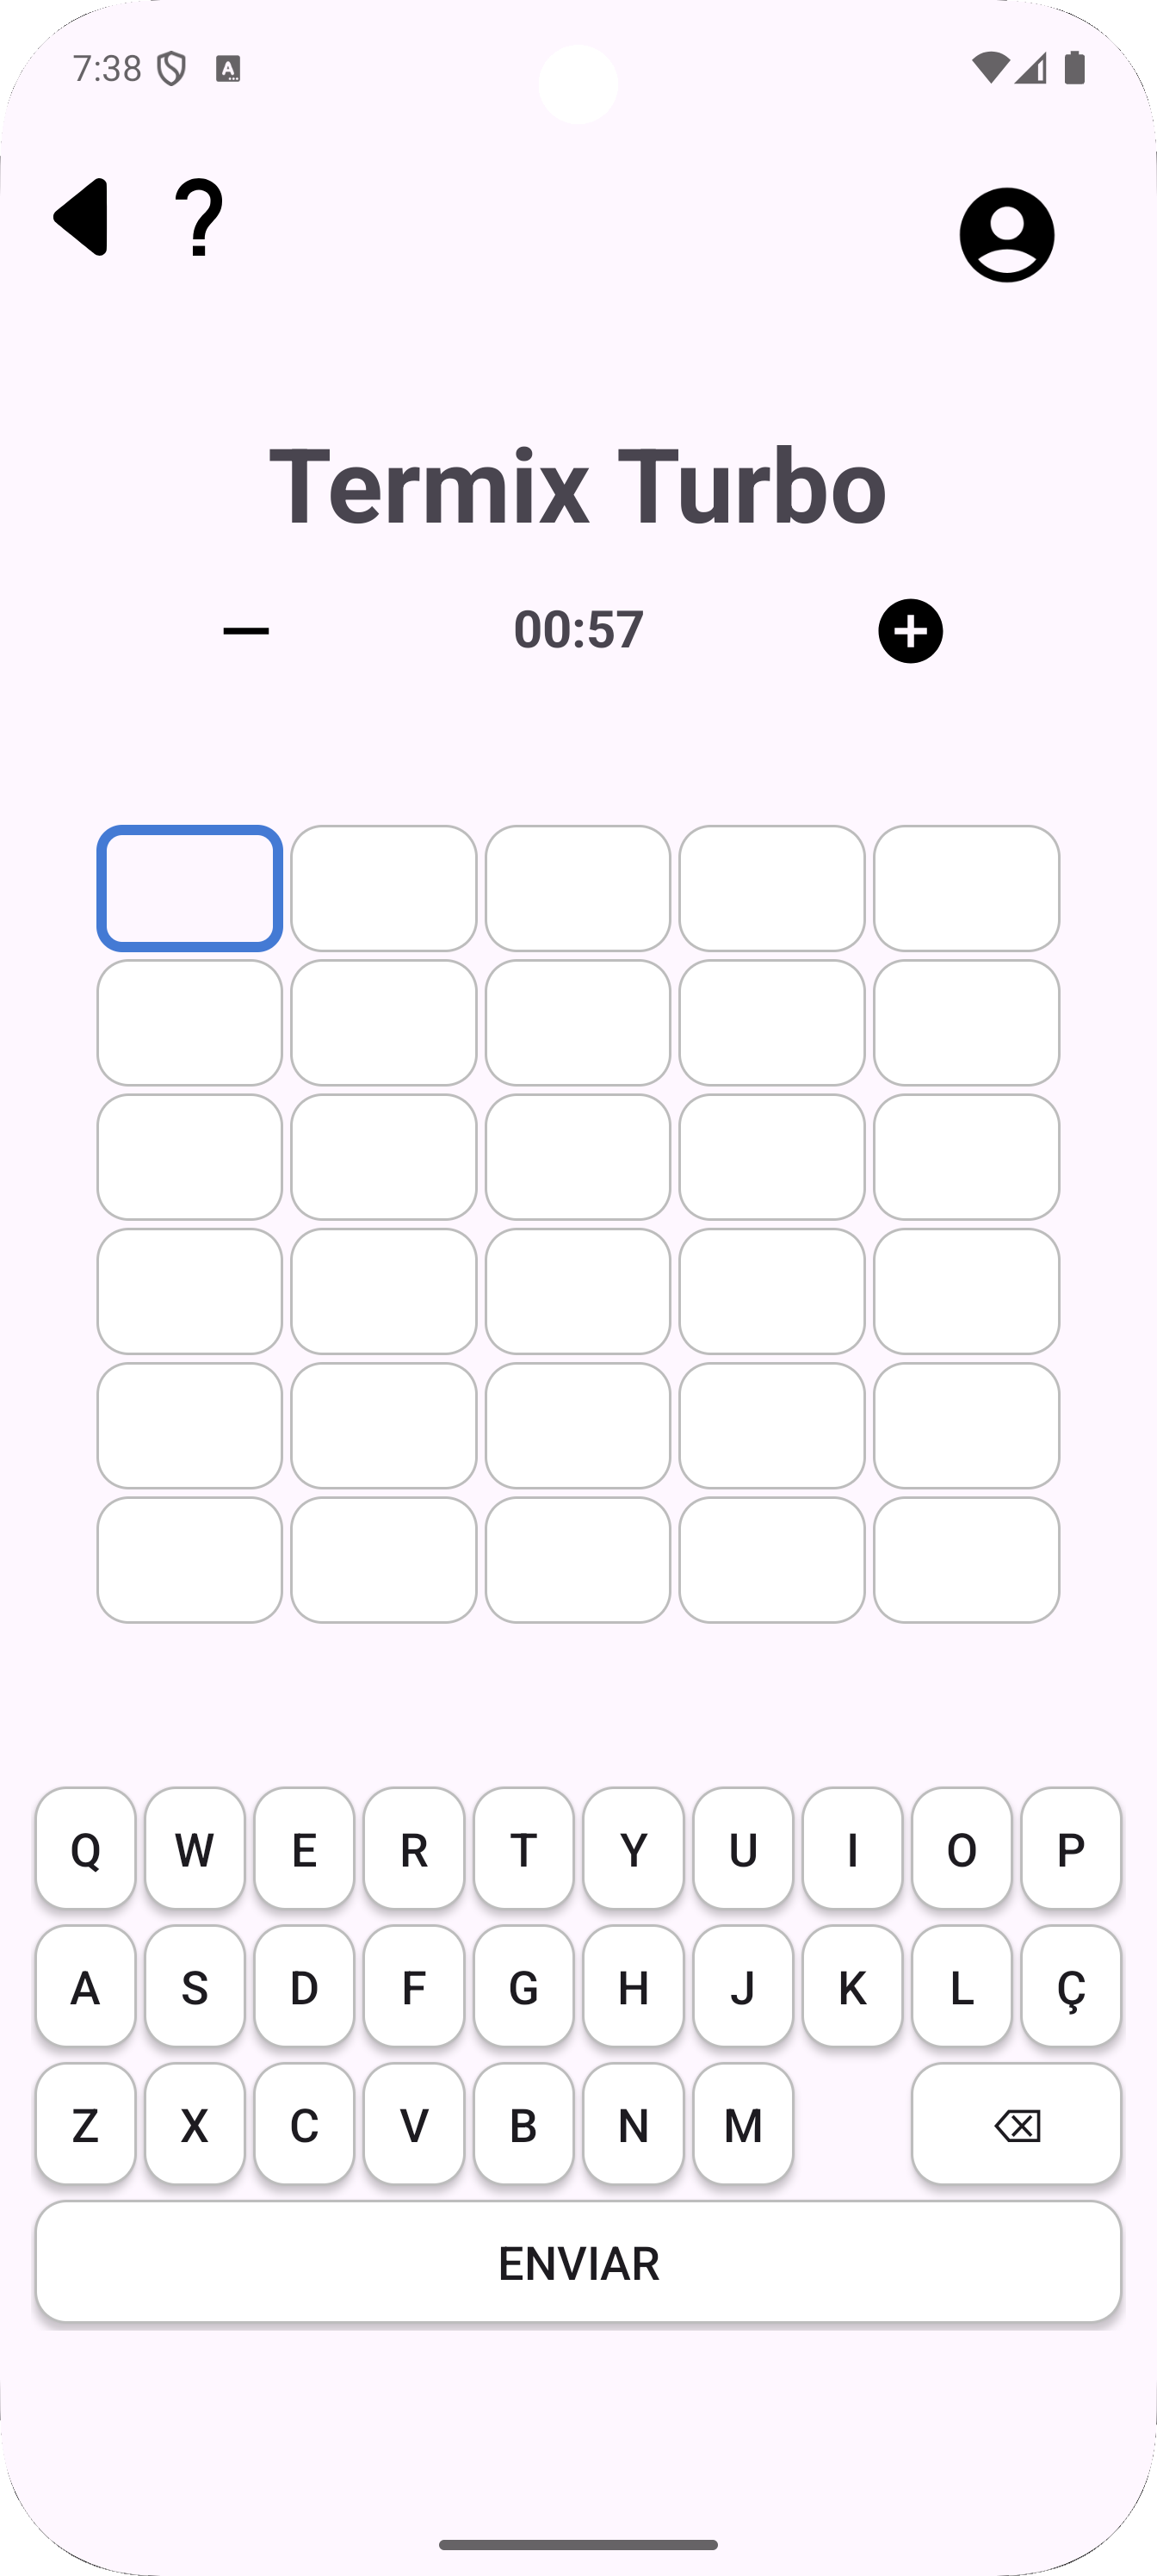 7:38
?
Termix Turbo
00:57
Q W E R T Y U I O P
A S D F G H J K L Ç
Z X C V B N M
ENVIAR